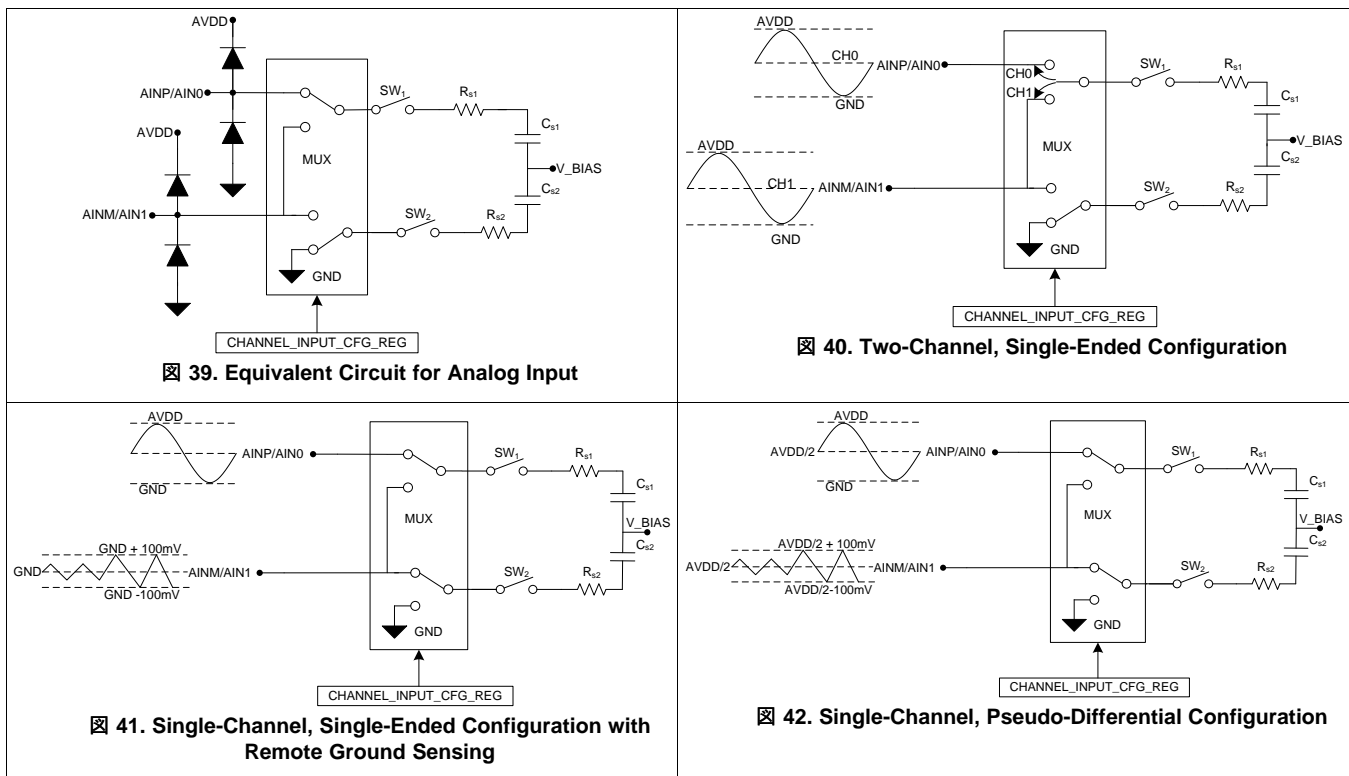 AVDD
AINP/AIN0
AVDD
SW1
Rs1
Cs1
MUX
V_BIAS
Cs2
AINM/AIN1
SW2
Rs2
GND
CHANNEL_INPUT_CFG_REG
図 39. Equivalent Circuit for Analog Input
AVDD
CH0
AINP/AIN0
GND
CH0
CH1
SW1
Rs1
Cs1
AVDD
MUX
V_BIAS
CH1
AINM/AIN1
Cs2
SW2
Rs2
GND
GND
CHANNEL_INPUT_CFG_REG
図 40. Two-Channel, Single-Ended Configuration
AVDD
AINP/AIN0
GND
SW1
Rs1
Cs1
MUX
V_BIAS
GND + 100mV
GND
AINM/AIN1
GND -100mV
Cs2
SW2
Rs2
GND
CHANNEL_INPUT_CFG_REG
図 41. Single-Channel, Single-Ended Configuration with
Remote Ground Sensing
AVDD
AVDD/2
AINP/AIN0
GND
SW1
Rs1
Cs1
MUX
V_BIAS
AVDD/2 + 100mV
AVDD/2
AINM/AIN1
AVDD/2-100mV
Cs2
SW2
Rs2
GND
CHANNEL_INPUT_CFG_REG
図 42. Single-Channel, Pseudo-Differential Configuration